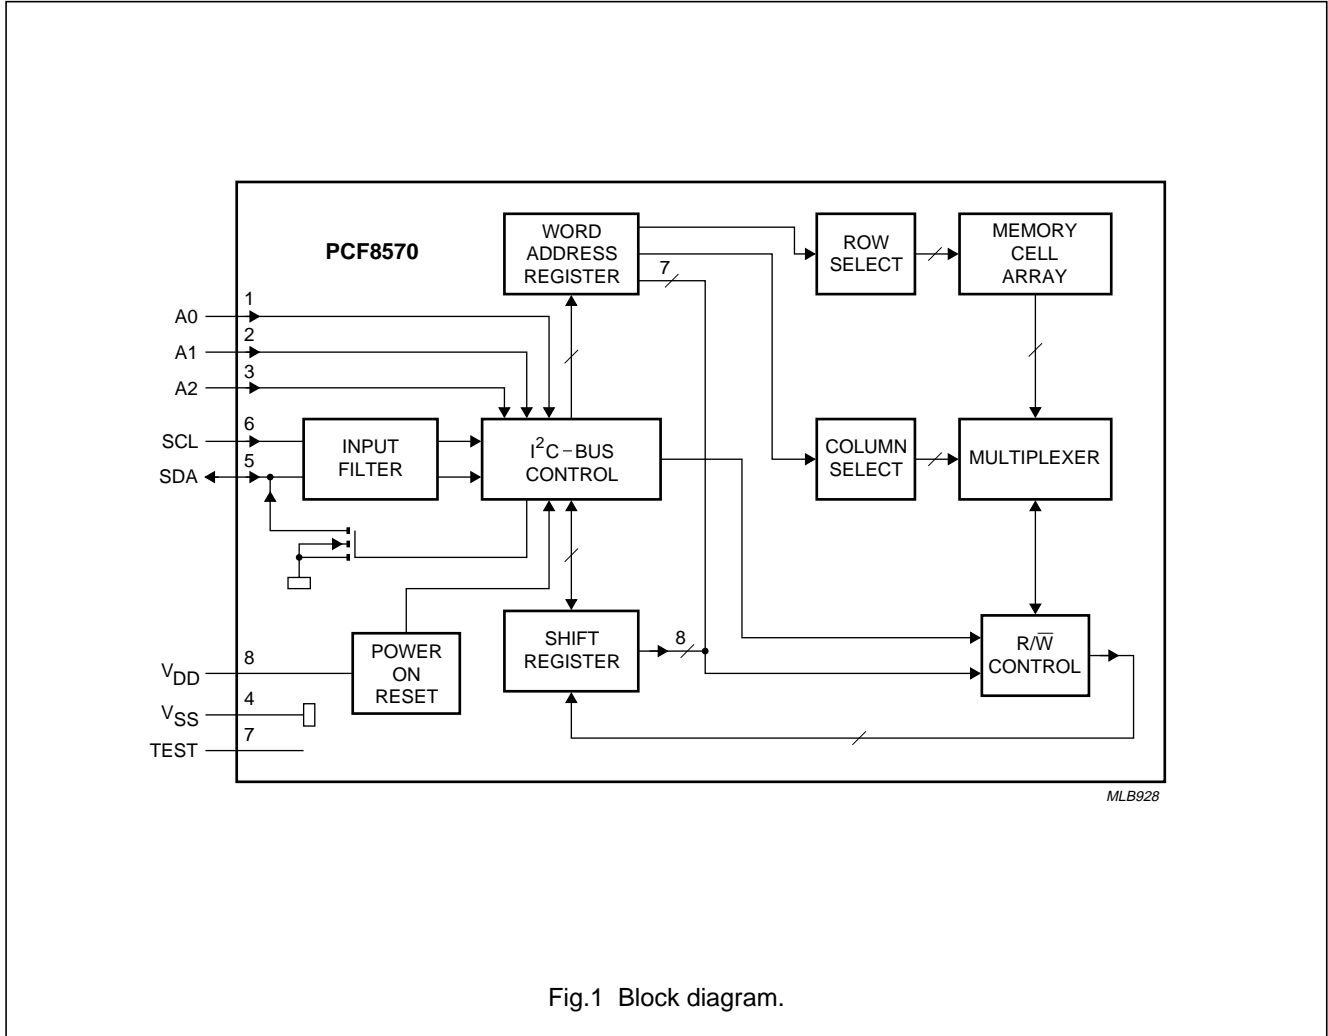 PCF8570
WORD
ADDRESS
REGISTER
7
ROW
SELECT
MEMORY
CELL
ARRAY
A0
1
A1
2
A2
3
SCL
6
SDA
5
INPUT
FILTER
I²C−BUS
CONTROL
COLUMN
SELECT
MULTIPLEXER
SHIFT
REGISTER
8
R/W̅
CONTROL
POWER
ON
RESET
VDD
8
VSS
4
TEST
7
MLB928
Fig.1 Block diagram.